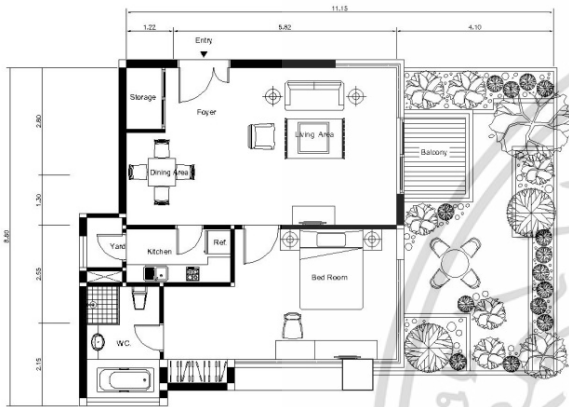 11.15
1.22 5.82 4.10
Entry
Storage
Foyer
Living Area
Balcony
Dining Area
2.80
1.30
8.80
2.55
2.15
Yard
Kitchen
Ref.
Bed Room
WC.